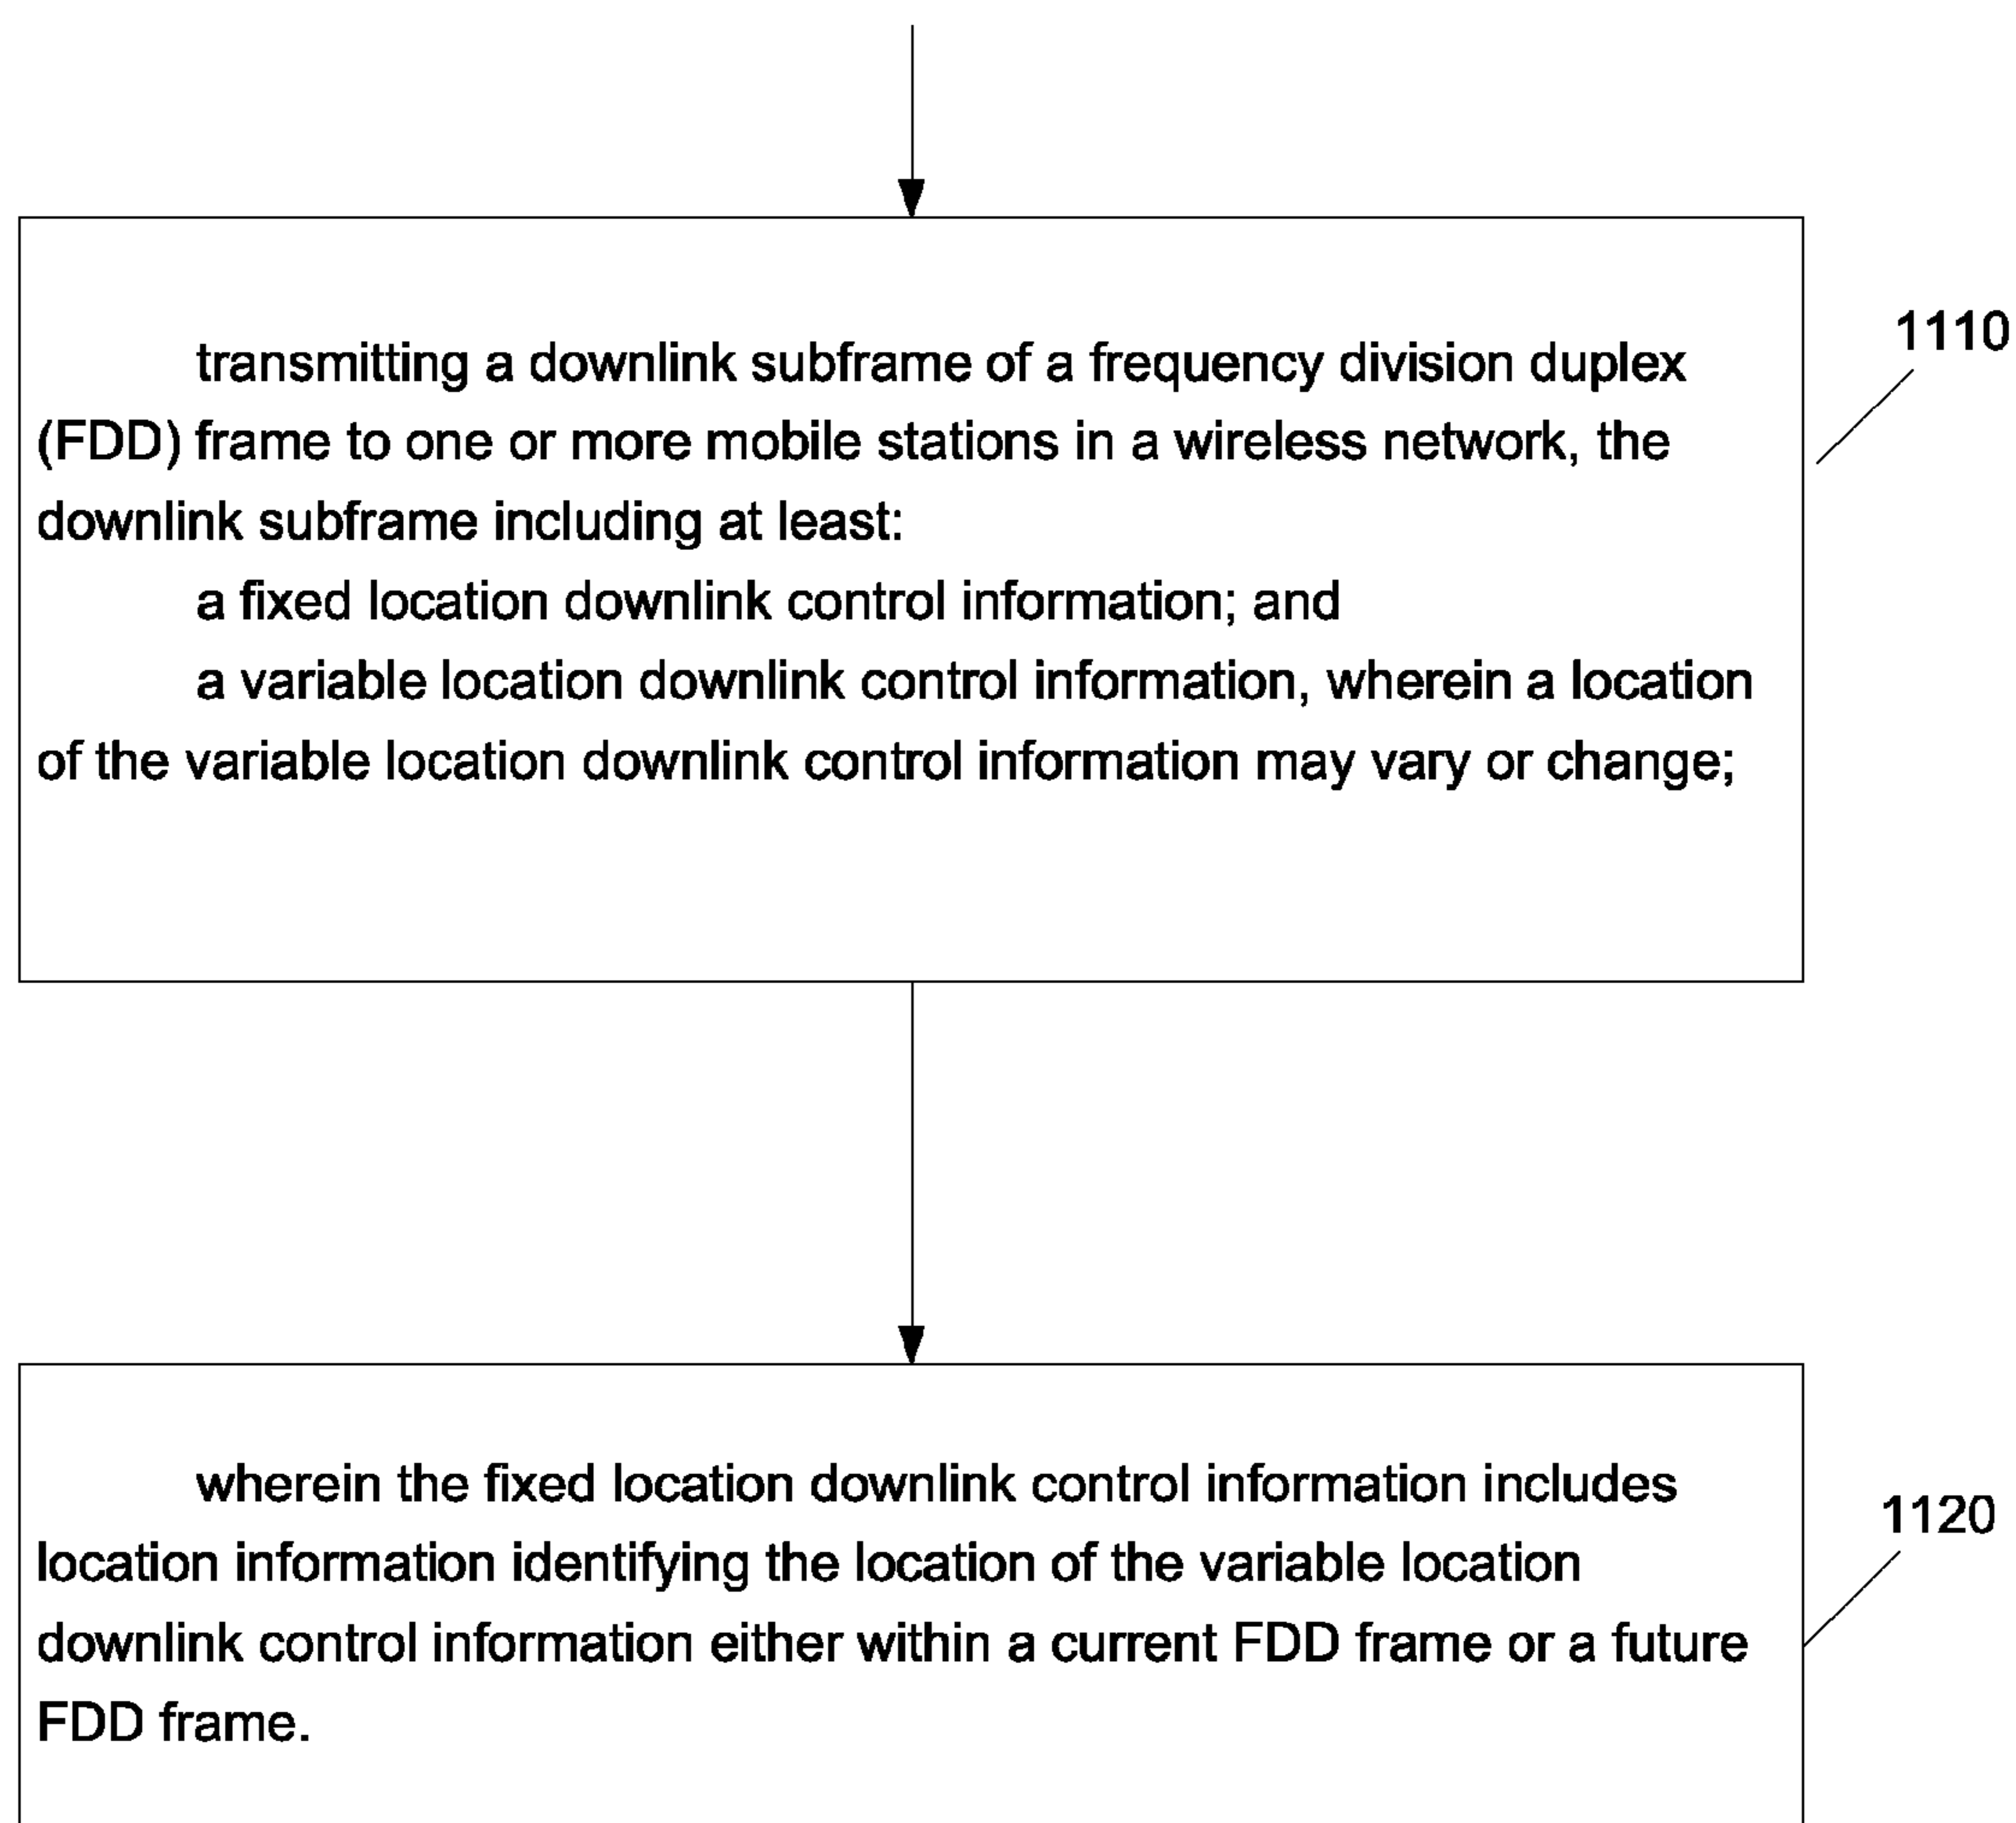 transmitting a downlink subframe of a frequency division duplex
1110
(FDD) frame to one or more mobile stations in a wireless network, the
downlink subframe including at least:
a fixed location downlink control information; and
a variable location downlink control information, wherein a location
of the variable location downlink control information may vary or change;
wherein the fixed location downlink control information includes
1120
location information identifying the location of the variable location
downlink control information either within a current FDD frame or a future
FDD frame.